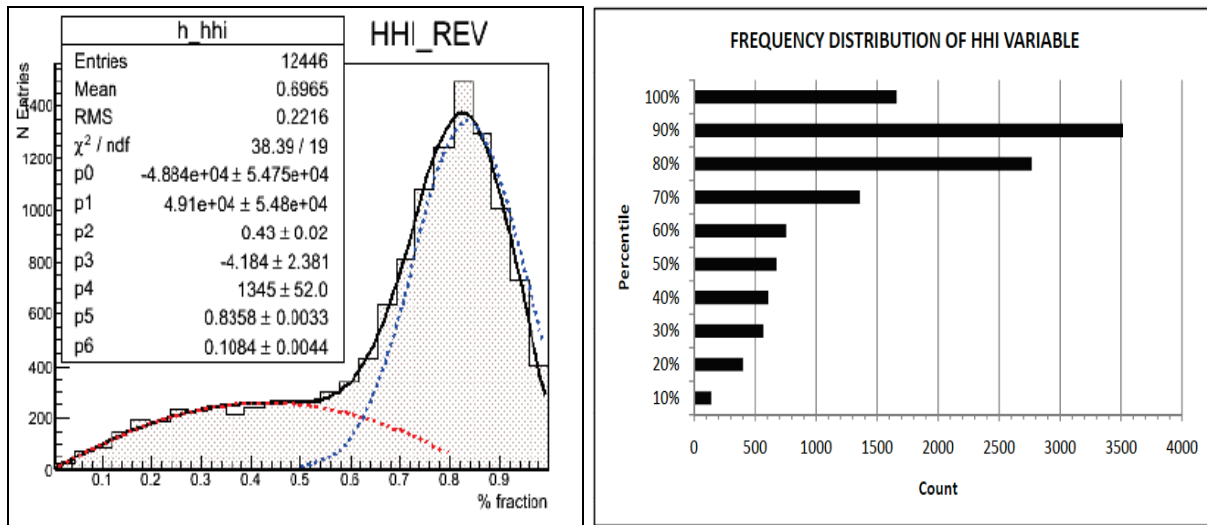 h_hhi
HHI_REV
Entries 12446
Mean 0.6965
RMS 0.2216
χ² / ndf 38.39 / 19
p0 -4.884e+04 ± 5.475e+04
p1 4.91e+04 ± 5.48e+04
p2 0.43 ± 0.02
p3 -4.184 ± 2.381
p4 1345 ± 52.0
p5 0.8358 ± 0.0033
p6 0.1084 ± 0.0044
N Entries
1400
1200
1000
800
600
400
200
0
0.1 0.2 0.3 0.4 0.5 0.6 0.7 0.8 0.9
% fraction
FREQUENCY DISTRIBUTION OF HHI VARIABLE
Percentile
100%
90%
80%
70%
60%
50%
40%
30%
20%
10%
0 500 1000 1500 2000 2500 3000 3500 4000
Count